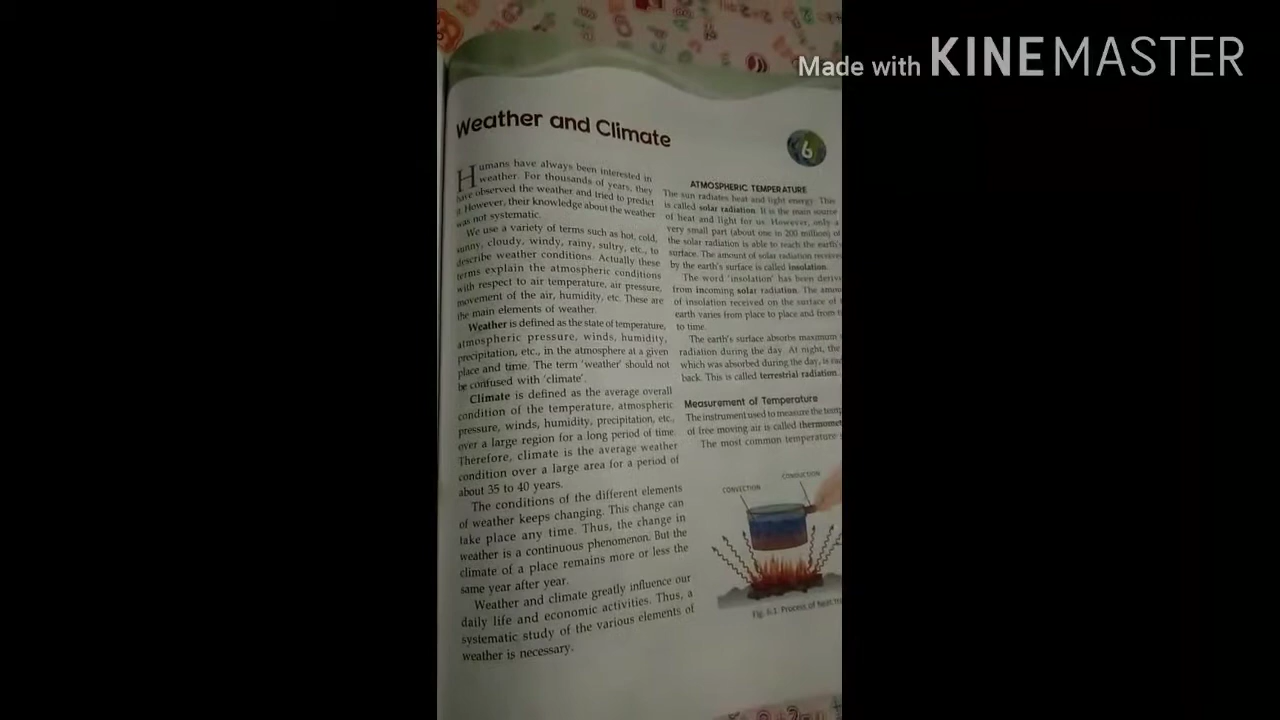 Made with KINEMASTER
Weather and Climate
6
Humans have always been interested in
weather. For thousands of years, they
have observed the weather and tried to predict
it. However, their knowledge about the weather
was not systematic.
We use a variety of terms such as hot, cold,
sunny, cloudy, windy, rainy, sultry, etc., to
describe weather conditions. Actually these
terms explain the atmospheric conditions
with respect to air temperature, air pressure,
movement of the air, humidity, etc. These are
the main elements of weather.
Weather is defined as the state of temperature,
atmospheric pressure, winds, humidity,
precipitation, etc., in the atmosphere at a given
place and time. The term 'weather' should not
be confused with 'climate'.
Climate is defined as the average overall
condition of the temperature, atmospheric
pressure, winds, humidity, precipitation, etc.,
over a large region for a long period of time.
Therefore, climate is the average weather
condition over a large area for a period of
about 35 to 40 years.
The conditions of the different elements
of weather keeps changing. This change can
take place any time. Thus, the change in
weather is a continuous phenomenon. But the
climate of a place remains more or less the
same year after year.
Weather and climate greatly influence our
daily life and economic activities. Thus, a
systematic study of the various elements of
weather is necessary.
ATMOSPHERIC TEMPERATURE
The sun radiates heat and light energy. This
is called solar radiation. It is the main source
of heat and light for us. However, only a
very small part (about one in 200 million) of
the solar radiation is able to reach the earth's
surface. The amount of solar radiation
by the earth's surface is called insolation.
The word 'insolation' has been
from incoming solar radiation. The
of insolation received on the surface of
earth varies from place to place and from
to time.
The earth's surface absorbs maximum
radiation during the day. At night, the
which was absorbed during the day, is
back. This is called terrestrial radiation.
Measurement of Temperature
The instrument used to measure the
of free moving air is called
The most common temperature
CONVECTION
CONDUCTION
Fig. 6.1: Process of